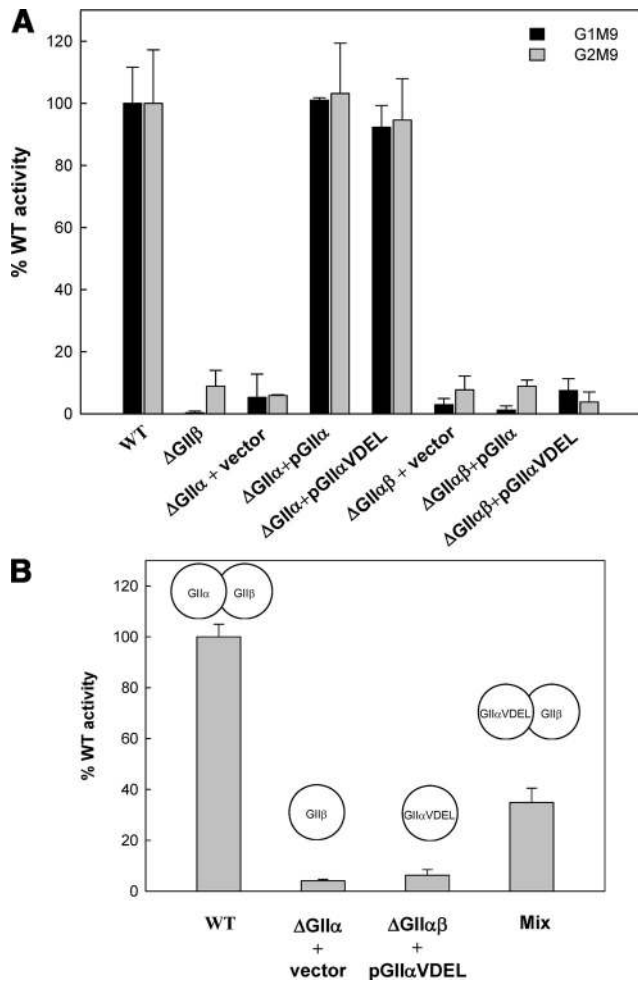 A
120
100
80
60
40
20
0
% WT activity
G1M9
G2M9
WT
ΔGIIβ
ΔGIIα + vector
ΔGIIα+pGIIα
ΔGIIα+pGIIαVDEL
ΔGIIαβ + vector
ΔGIIαβ+pGIIα
ΔGIIαβ+pGIIαVDEL
B
120
100
80
60
40
20
0
% WT activity
GIIα GIIβ
GIIβ
GIIαVDEL
GIIαVDEL GIIβ
WT
ΔGIIα
+
vector
ΔGIIαβ
+
pGIIαVDEL
Mix